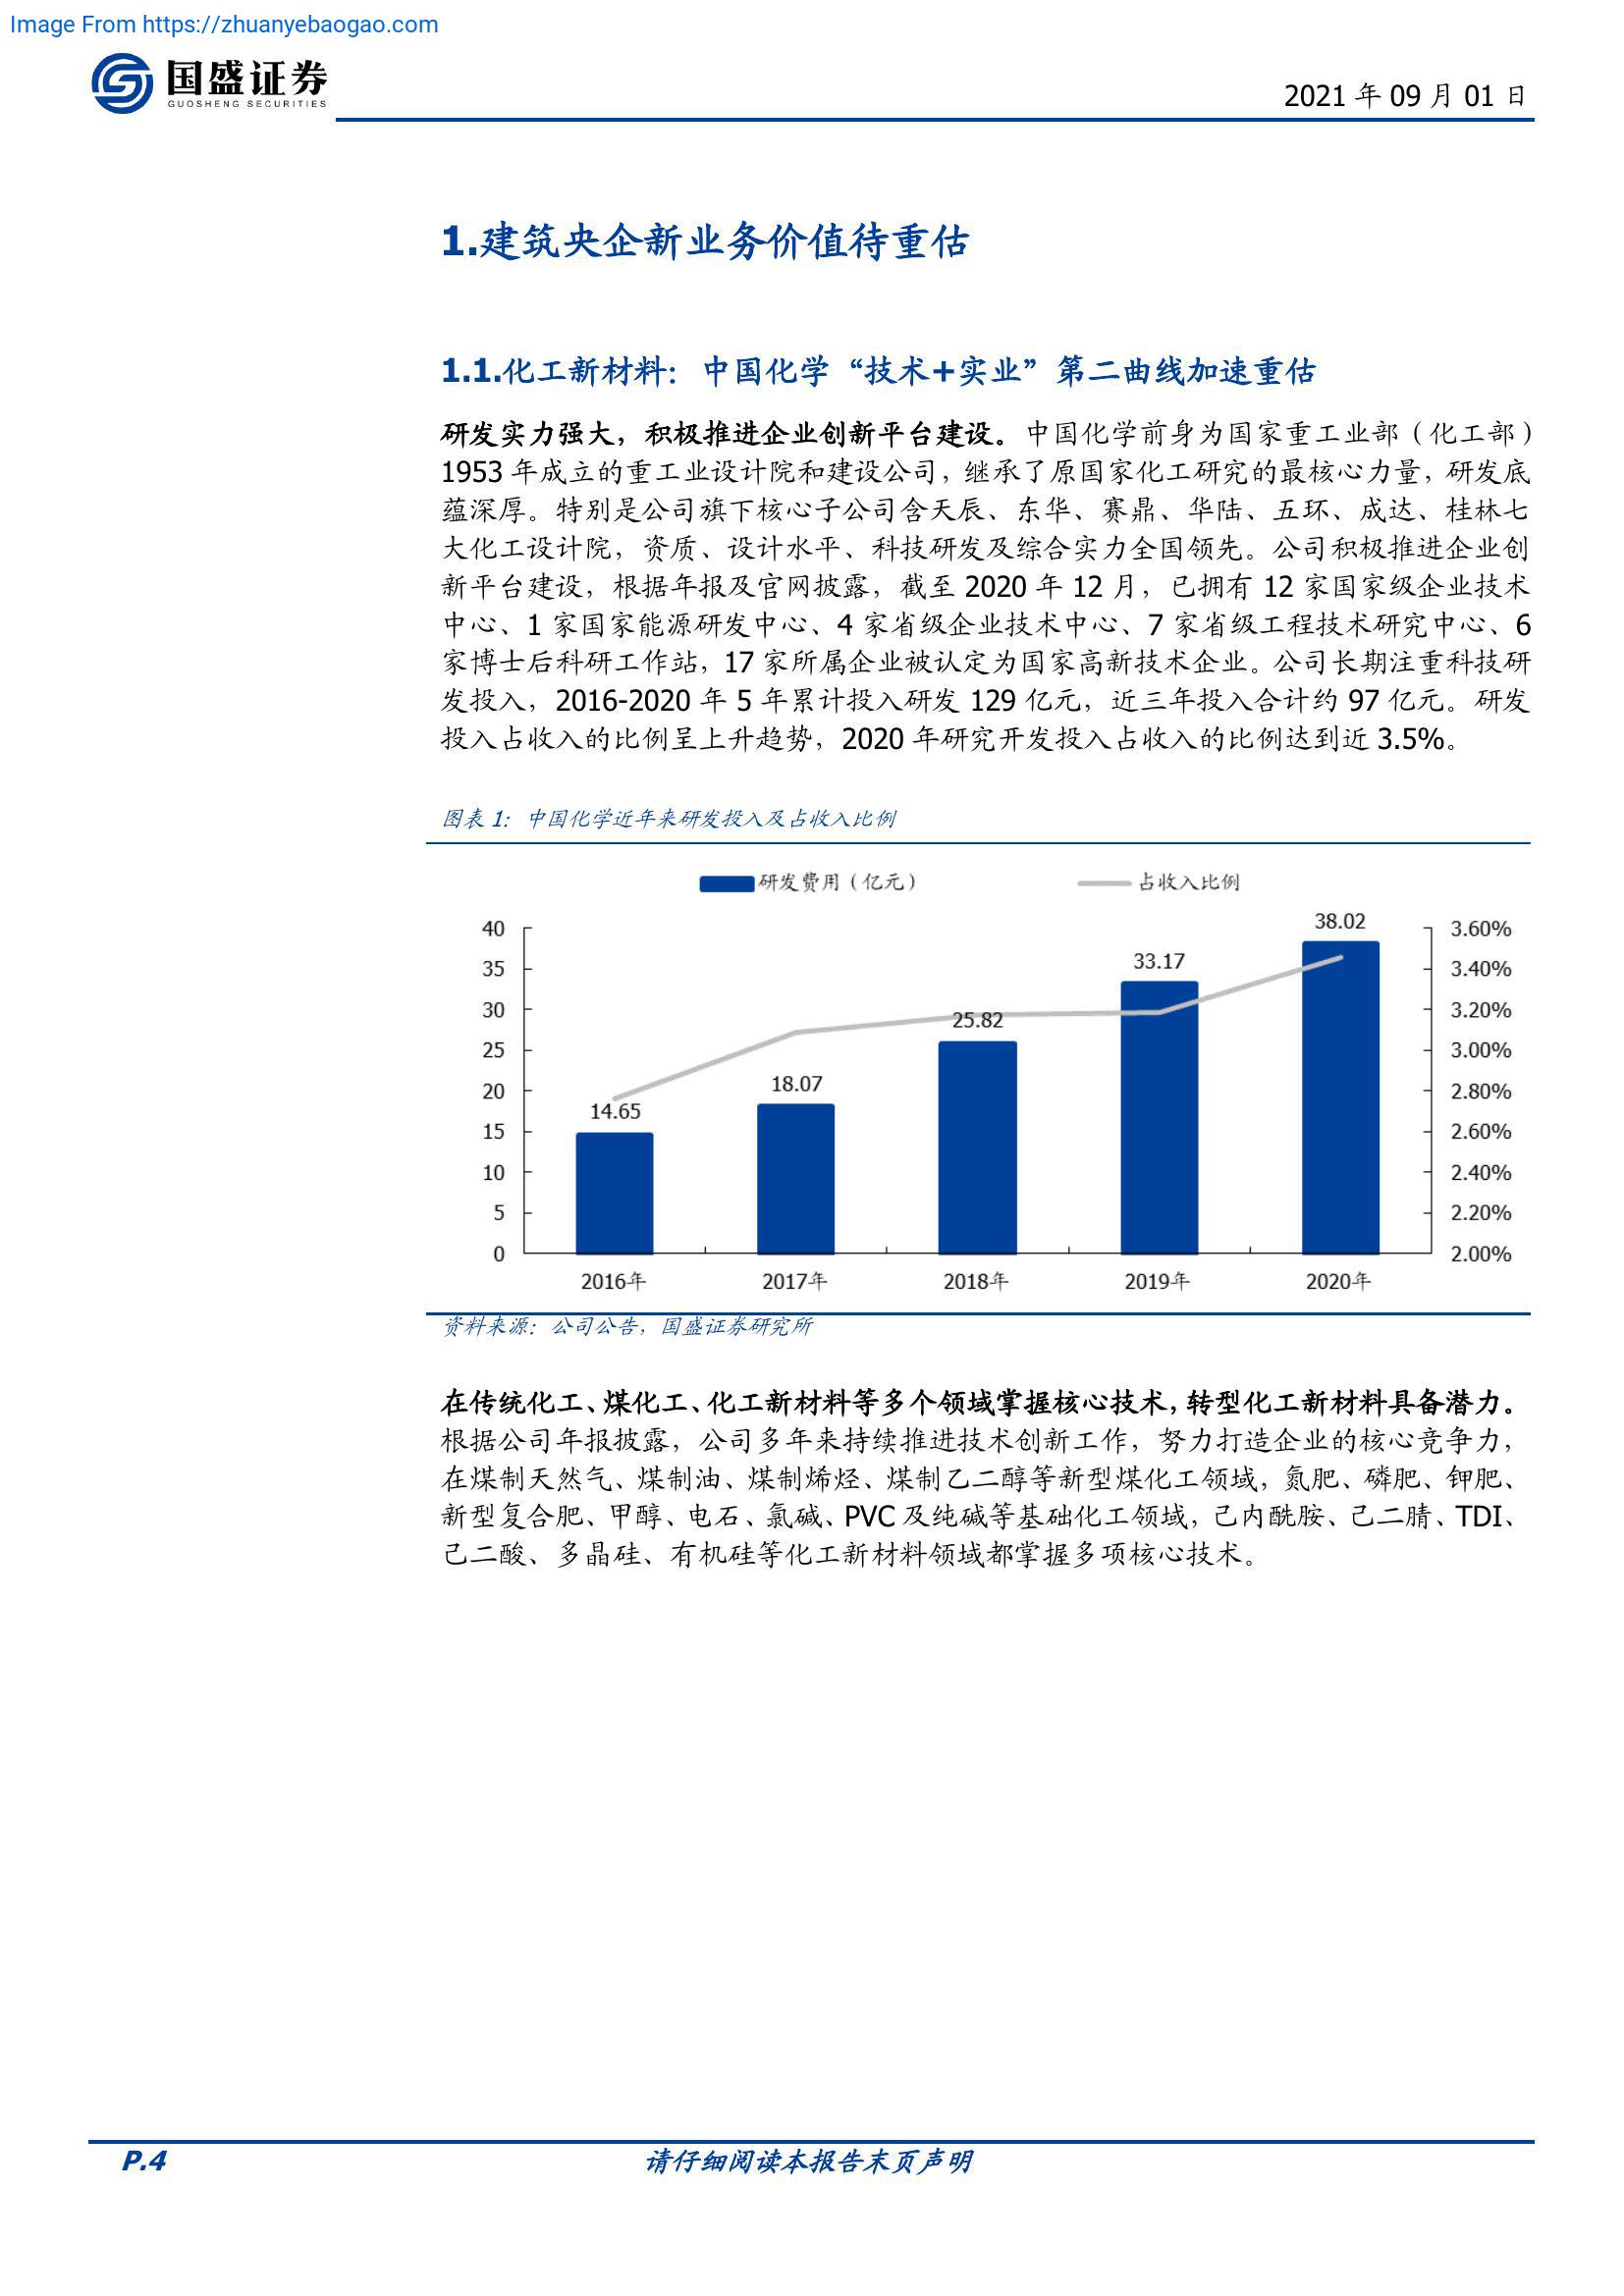 Image From https://zhuanyebaogao.com
国盛证券
GUOSHENG SECURITIES
2021 年 09 月 01 日
1.建筑央企新业务价值待重估
1.1.化工新材料：中国化学“技术+实业”第二曲线加速重估
研发实力强大，积极推进企业创新平台建设。中国化学前身为国家重工业部（化工部）
1953 年成立的重工业设计院和建设公司，继承了原国家化工研究的最核心力量，研发底
蕴深厚。特别是公司旗下核心子公司含天辰、东华、赛鼎、华陆、五环、成达、桂林七
大化工设计院，资质、设计水平、科技研发及综合实力全国领先。公司积极推进企业创
新平台建设，根据年报及官网披露，截至 2020 年 12 月，已拥有 12 家国家级企业技术
中心、1 家国家能源研发中心、4 家省级企业技术中心、7 家省级工程技术研究中心、6
家博士后科研工作站，17 家所属企业被认定为国家高新技术企业。公司长期注重科技研
发投入，2016-2020 年 5 年累计投入研发 129 亿元，近三年投入合计约 97 亿元。研发
投入占收入的比例呈上升趋势，2020 年研究开发投入占收入的比例达到近 3.5%。
图表 1：中国化学近年来研发投入及占收入比例
研发费用（亿元） 占收入比例
40 38.02 3.60%
35 33.17 3.40%
30 25.82 3.20%
25 3.00%
20 18.07 2.80%
15 14.65 2.60%
10 2.40%
5 2.20%
0 2.00%
2016年 2017年 2018年 2019年 2020年
资料来源：公司公告，国盛证券研究所
在传统化工、煤化工、化工新材料等多个领域掌握核心技术，转型化工新材料具备潜力。
根据公司年报披露，公司多年来持续推进技术创新工作，努力打造企业的核心竞争力，
在煤制天然气、煤制油、煤制烯烃、煤制乙二醇等新型煤化工领域，氮肥、磷肥、钾肥、
新型复合肥、甲醇、电石、氯碱、PVC 及纯碱等基础化工领域，己内酰胺、己二腈、TDI、
己二酸、多晶硅、有机硅等化工新材料领域都掌握多项核心技术。
P.4 请仔细阅读本报告末页声明